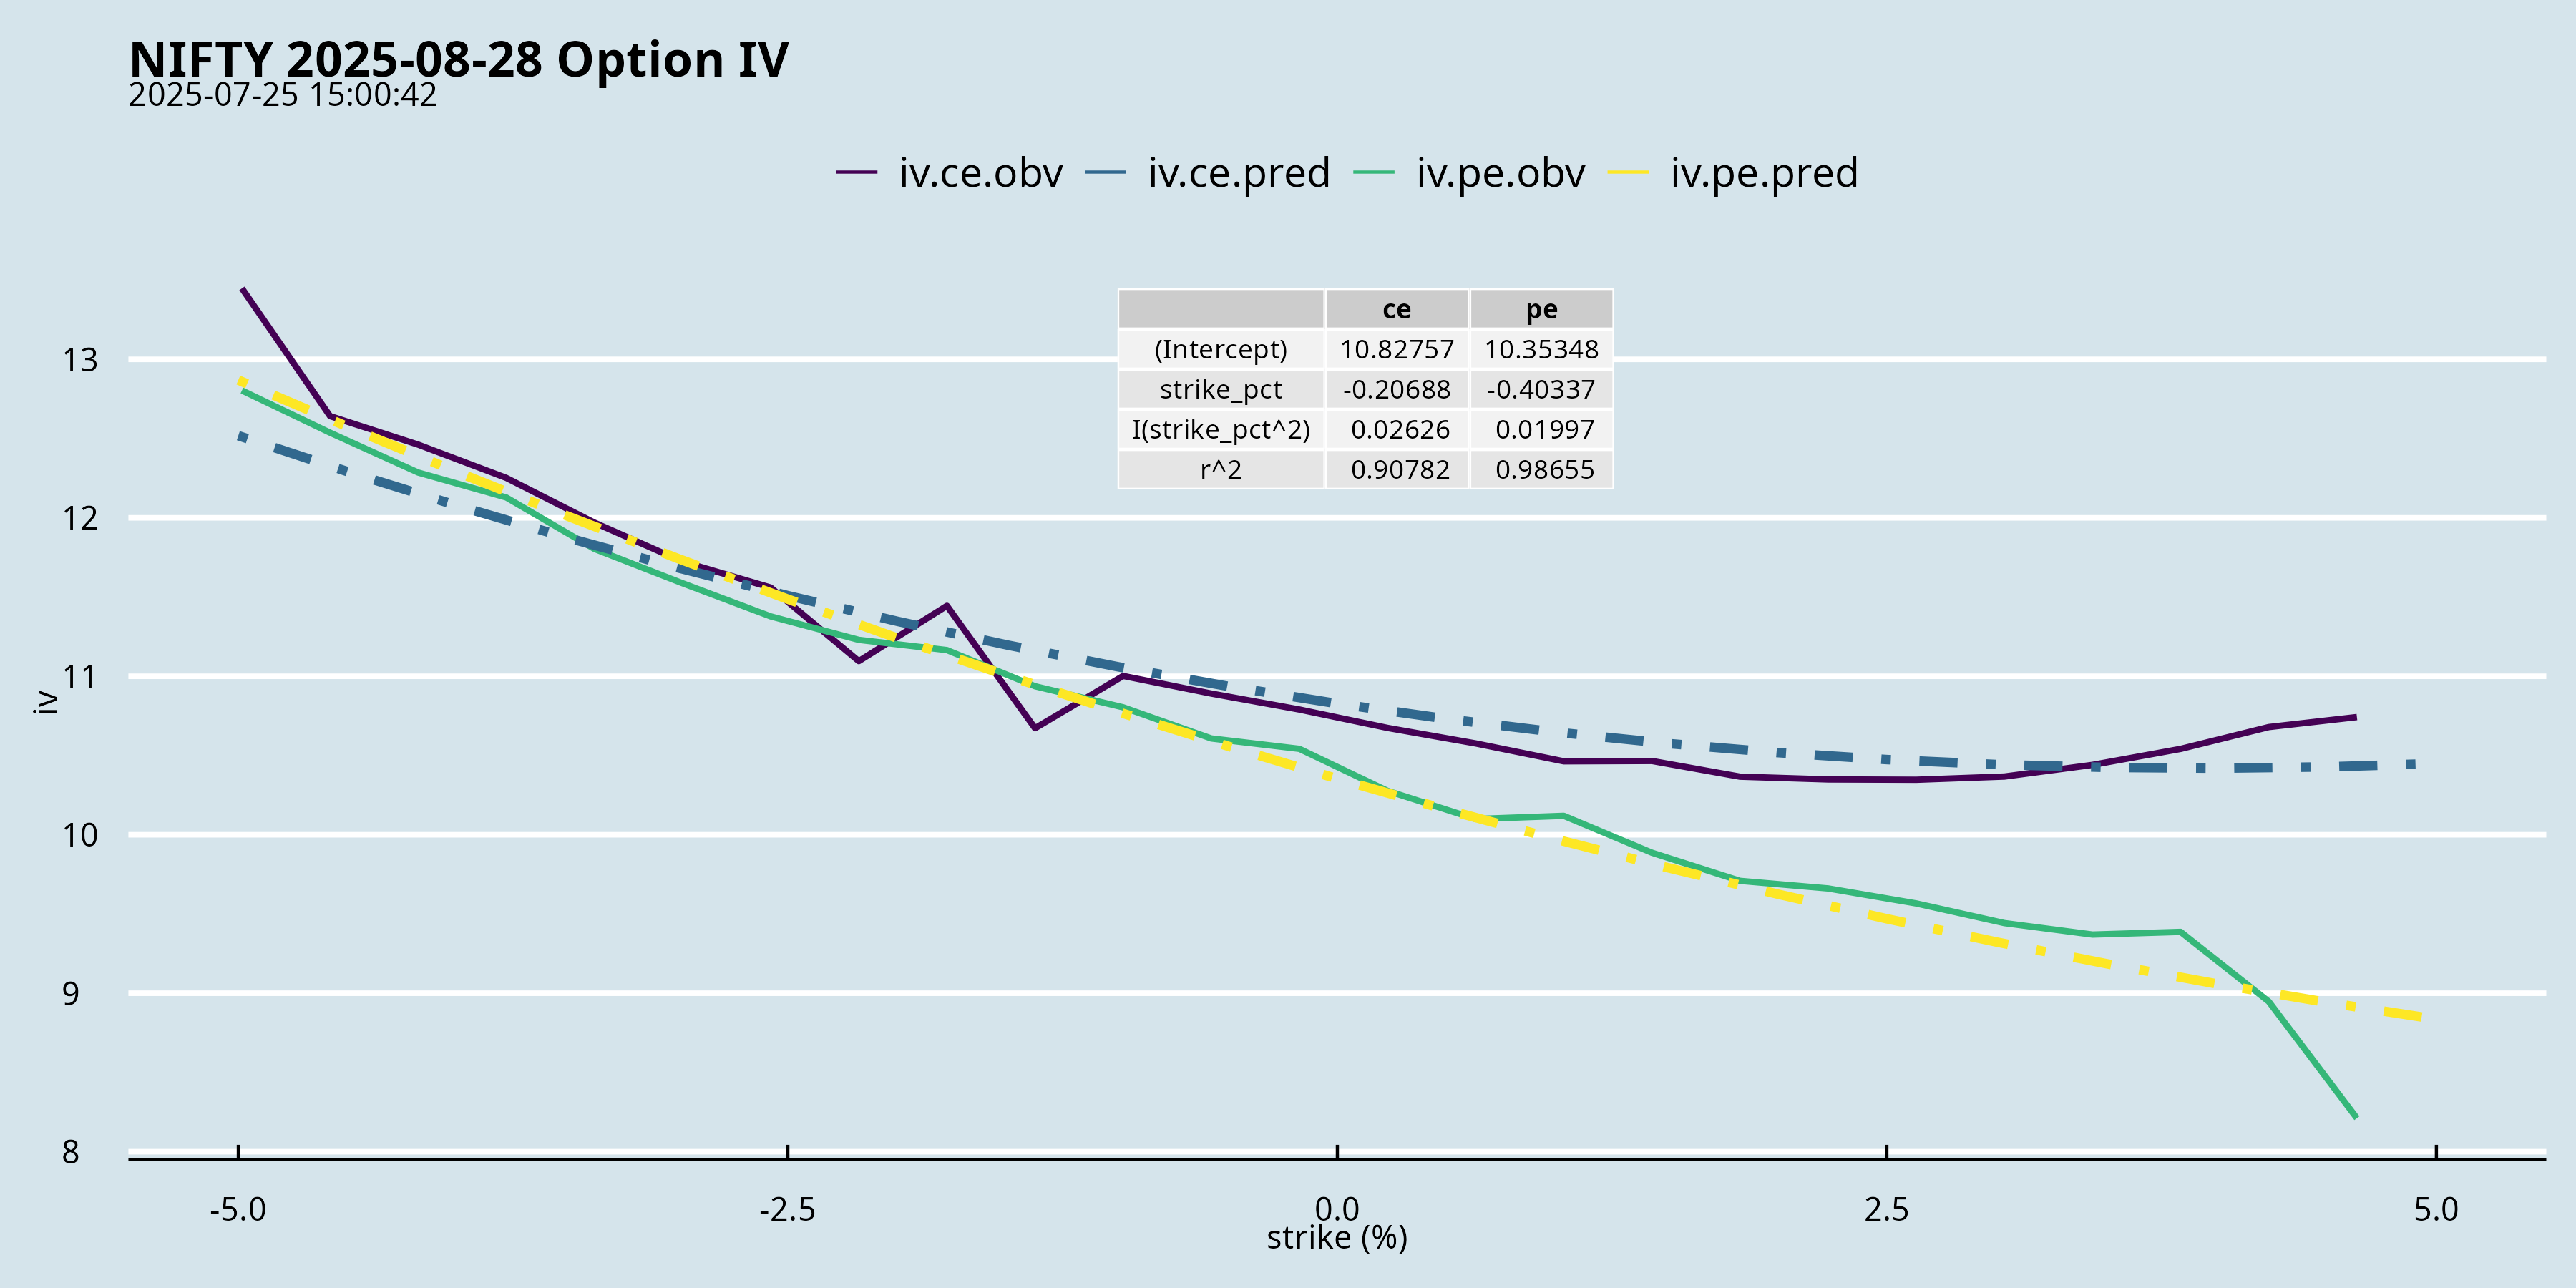 NIFTY 2025-08-28 Option IV
2025-07-25 15:00:42
iv.ce.obv iv.ce.pred iv.pe.obv iv.pe.pred
ce pe
(Intercept) 10.82757 10.35348
strike_pct -0.20688 -0.40337
I(strike_pct^2) 0.02626 0.01997
r^2 0.90782 0.98655
13
12
11
10
9
8
iv
-5.0 -2.5 0.0 2.5 5.0
strike (%)